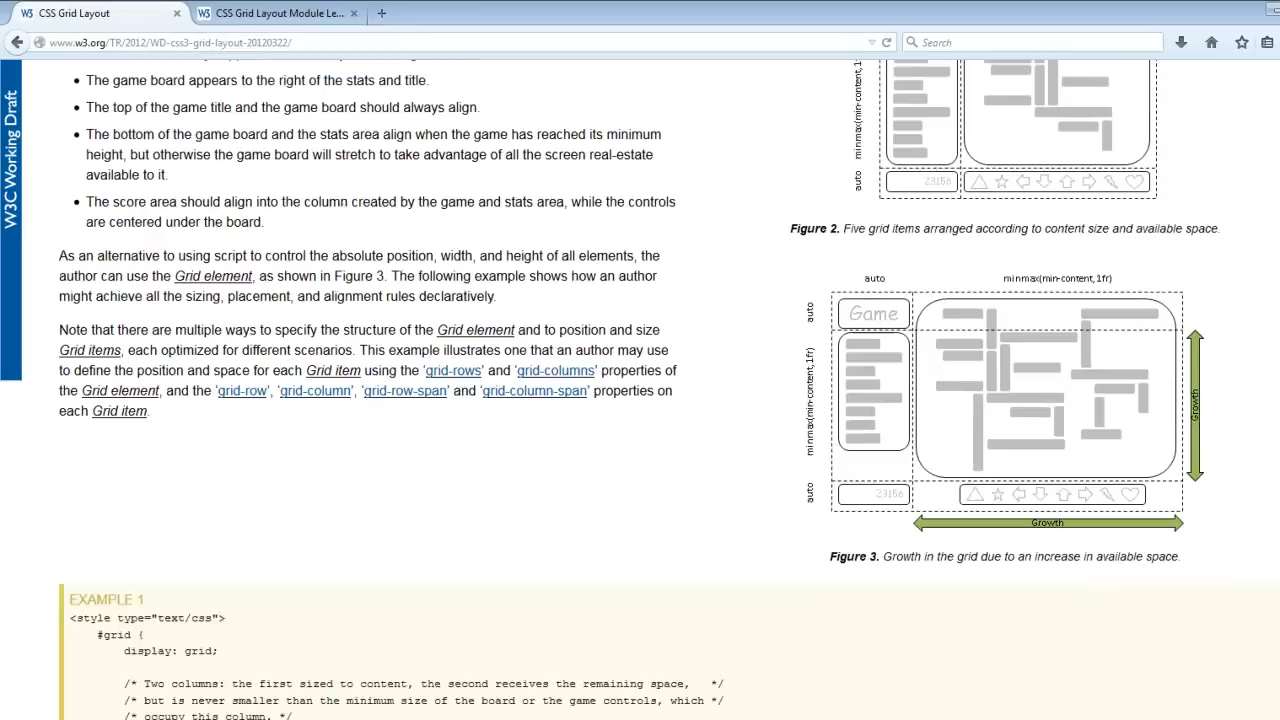 CSS Grid Layout
CSS Grid Layout Module Le...
www.w3.org/TR/2012/WD-css3-grid-layout-20120322/
Search
W3C Working Draft
• The game board appears to the right of the stats and title.
• The top of the game title and the game board should always align.
• The bottom of the game board and the stats area align when the game has reached its minimum
height, but otherwise the game board will stretch to take advantage of all the screen real-estate
available to it.
• The score area should align into the column created by the game and stats area, while the controls
are centered under the board.
As an alternative to using script to control the absolute position, width, and height of all elements, the
author can use the Grid element, as shown in Figure 3. The following example shows how an author
might achieve all the sizing, placement, and alignment rules declaratively.
Note that there are multiple ways to specify the structure of the Grid element and to position and size
Grid items, each optimized for different scenarios. This example illustrates one that an author may use
to define the position and space for each Grid item using the ‘grid-rows’ and ‘grid-columns’ properties of
the Grid element, and the ‘grid-row’, ‘grid-column’, ‘grid-row-span’ and ‘grid-column-span’ properties on
each Grid item.
minmax(min-content,1
auto
23156
Figure 2. Five grid items arranged according to content size and available space.
auto
minmax(min-content,1fr)
auto
Game
minmax(min-content,1fr)
Growth
auto
23156
Growth
Figure 3. Growth in the grid due to an increase in available space.
EXAMPLE 1
<style type="text/css">
#grid {
display: grid;
/* Two columns: the first sized to content, the second receives the remaining space, */
/* but is never smaller than the minimum size of the board or the game controls, which */
/* occupy this column. */